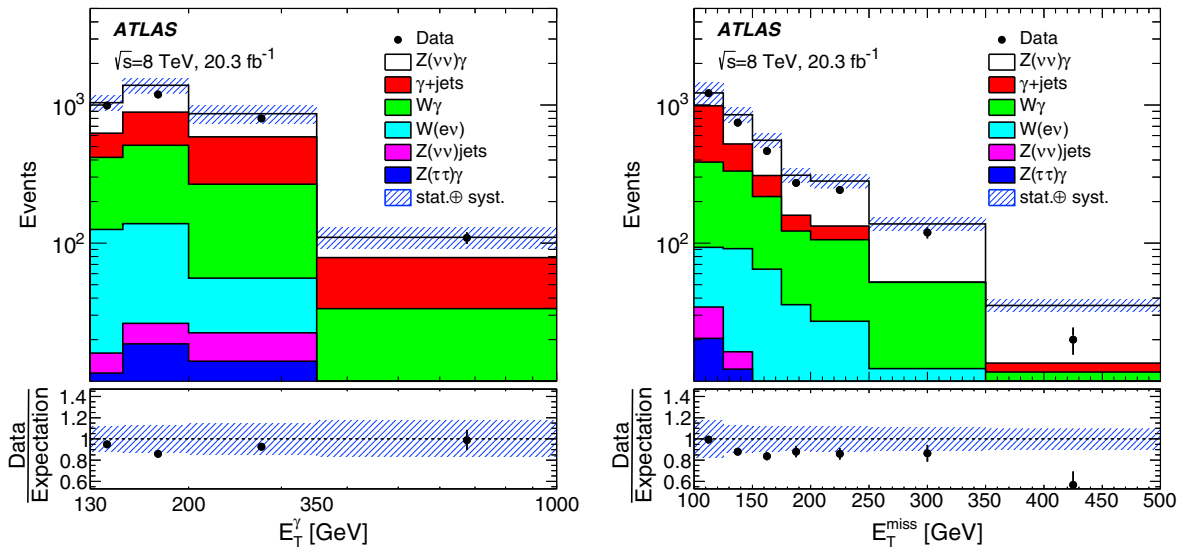 ATLAS
√s=8 TeV, 20.3 fb⁻¹
Data
Z(νν)γ
γ+jets
Wγ
W(eν)
Z(νν)jets
Z(ττ)γ
stat.⊕ syst.
Events
10³
10²
Data
Expectation
1.4
1.2
1
0.8
0.6
130 200 350 1000
E_T^γ [GeV]
ATLAS
√s=8 TeV, 20.3 fb⁻¹
Data
Z(νν)γ
γ+jets
Wγ
W(eν)
Z(νν)jets
Z(ττ)γ
stat.⊕ syst.
Events
10³
10²
Data
Expectation
1.4
1.2
1
0.8
0.6
100 150 200 250 300 350 400 450 500
E_T^miss [GeV]